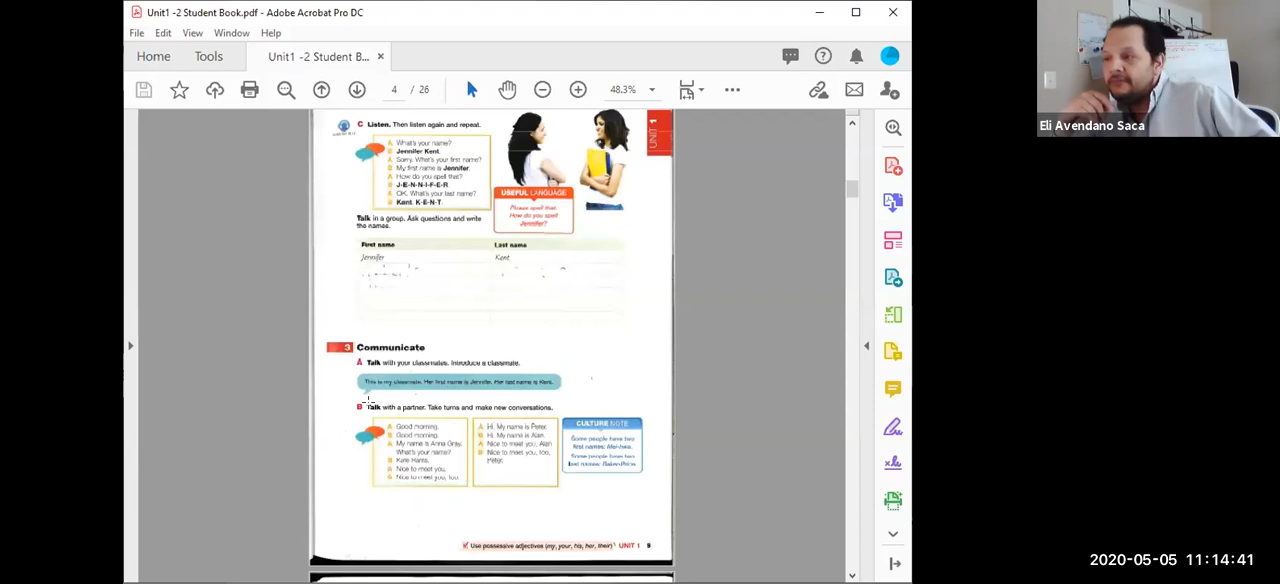 Unit1 -2 Student Book.pdf - Adobe Acrobat Pro DC
File Edit View Window Help
Home Tools Unit1 -2 Student B... ×
4 / 26 48.3%
Eli Avendano Saca
UNIT 1
C Listen. Then listen again and repeat.
A What's your name?
B Jennifer Kent.
A Sorry. What's your first name?
B My first name is Jennifer.
A How do you spell that?
B J-E-N-N-I-F-E-R.
A OK. What's your last name?
B Kent. K-E-N-T.
USEFUL LANGUAGE
Please spell that.
How do you spell
Jennifer?
Talk in a group. Ask questions and write
the names.
First name Last name
Jennifer Kent
3 Communicate
A Talk with your classmates. Introduce a classmate.
This is my classmate. Her first name is Jennifer. Her last name is Kent.
B Talk with a partner. Take turns and make new conversations.
A Good morning.
B Good morning.
A My name is Anna Gray.
What's your name?
B Kate Harris.
A Nice to meet you.
Nice to meet you, too.
A Hi. My name is Peter.
B Hi. My name is Alan.
A Nice to meet you, Alan
B Nice to meet you, too,
Peter.
CULTURE NOTE
Some people have two
first names: Mei-hwa.
Some people have two
last names: Baker-Price.
Use possessive adjectives (my, your, his, her, their) UNIT 1 9
2020-05-05 11:14:41